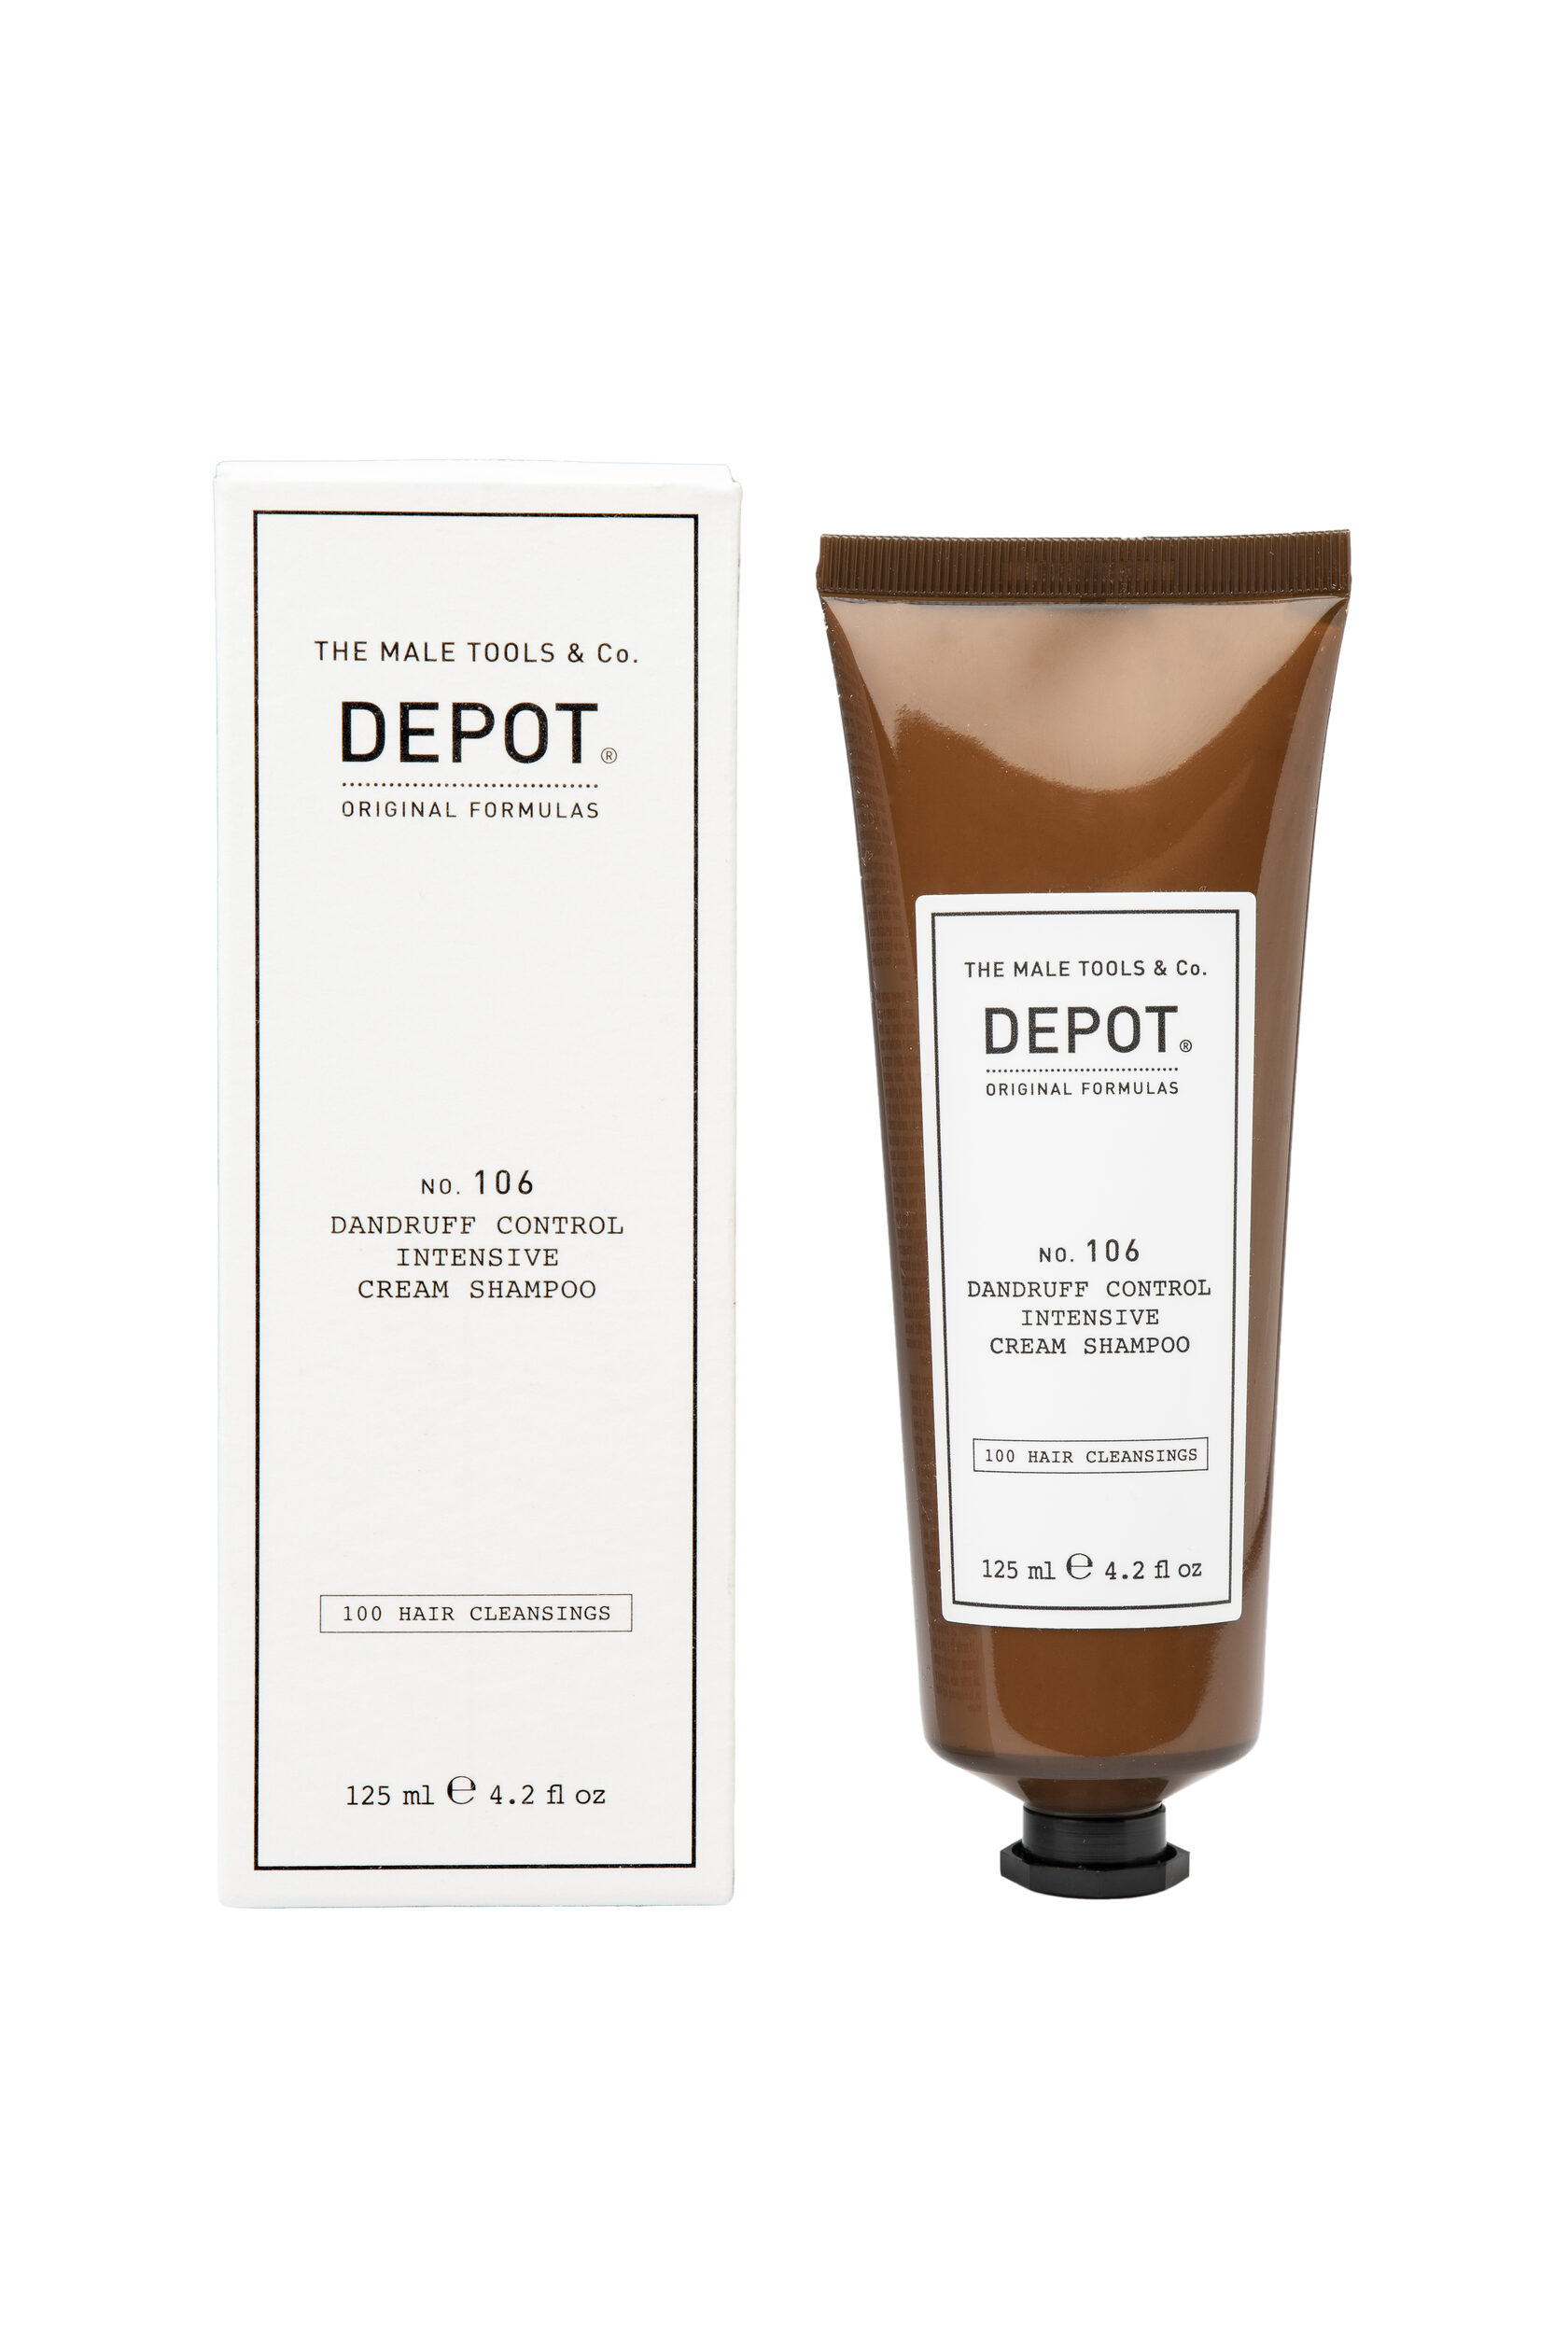 THE MALE TOOLS & Co.
DEPOT®
ORIGINAL FORMULAS
NO. 106
DANDRUFF CONTROL
INTENSIVE
CREAM SHAMPOO
100 HAIR CLEANSINGS
125 ml ℮ 4.2 fl oz
THE MALE TOOLS & Co.
DEPOT®
ORIGINAL FORMULAS
NO. 106
DANDRUFF CONTROL
INTENSIVE
CREAM SHAMPOO
100 HAIR CLEANSINGS
125 ml ℮ 4.2 fl oz